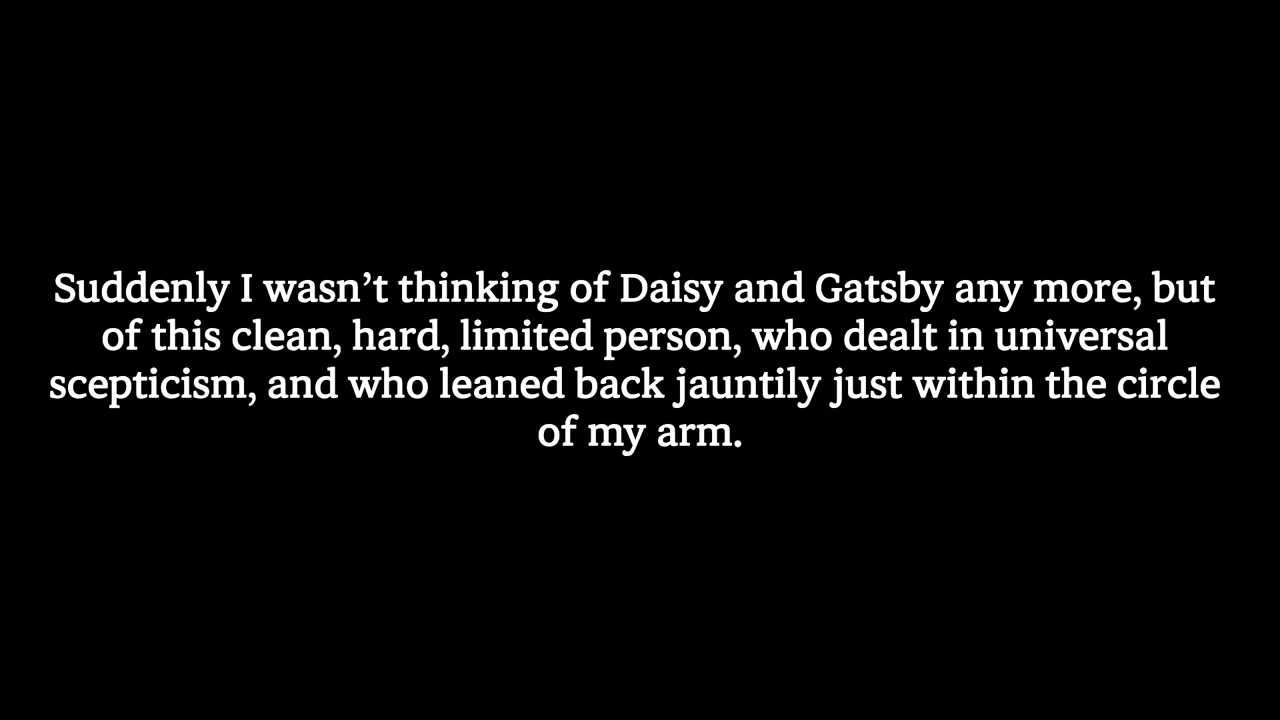 Suddenly I wasn’t thinking of Daisy and Gatsby any more, but
of this clean, hard, limited person, who dealt in universal
scepticism, and who leaned back jauntily just within the circle
of my arm.